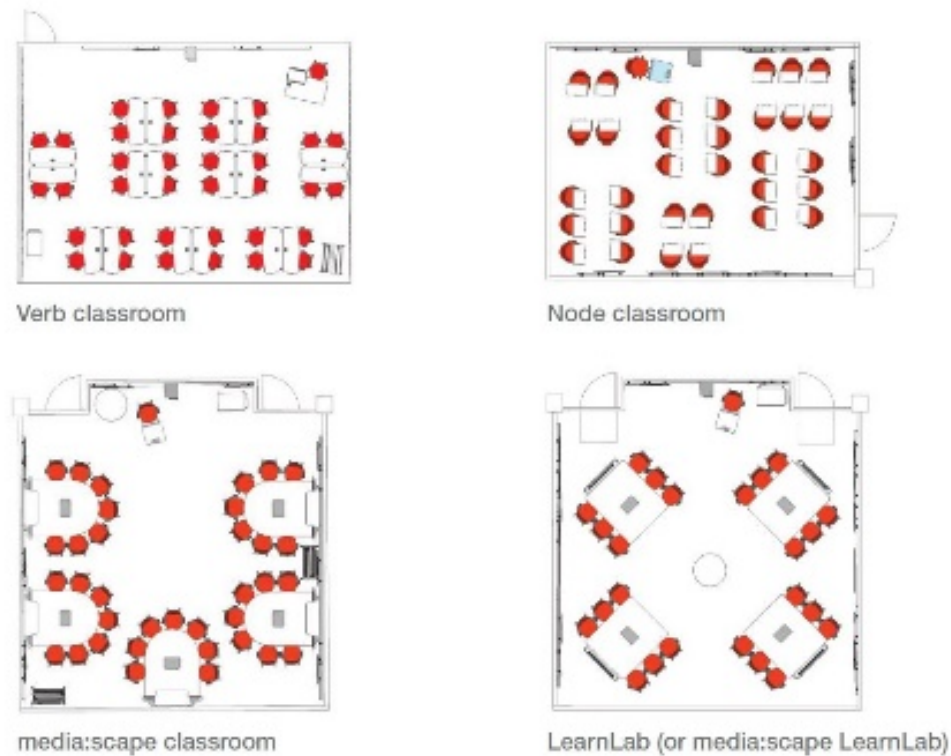 Verb classroom
Node classroom
media:scape classroom
LearnLab (or media:scape LearnLab)